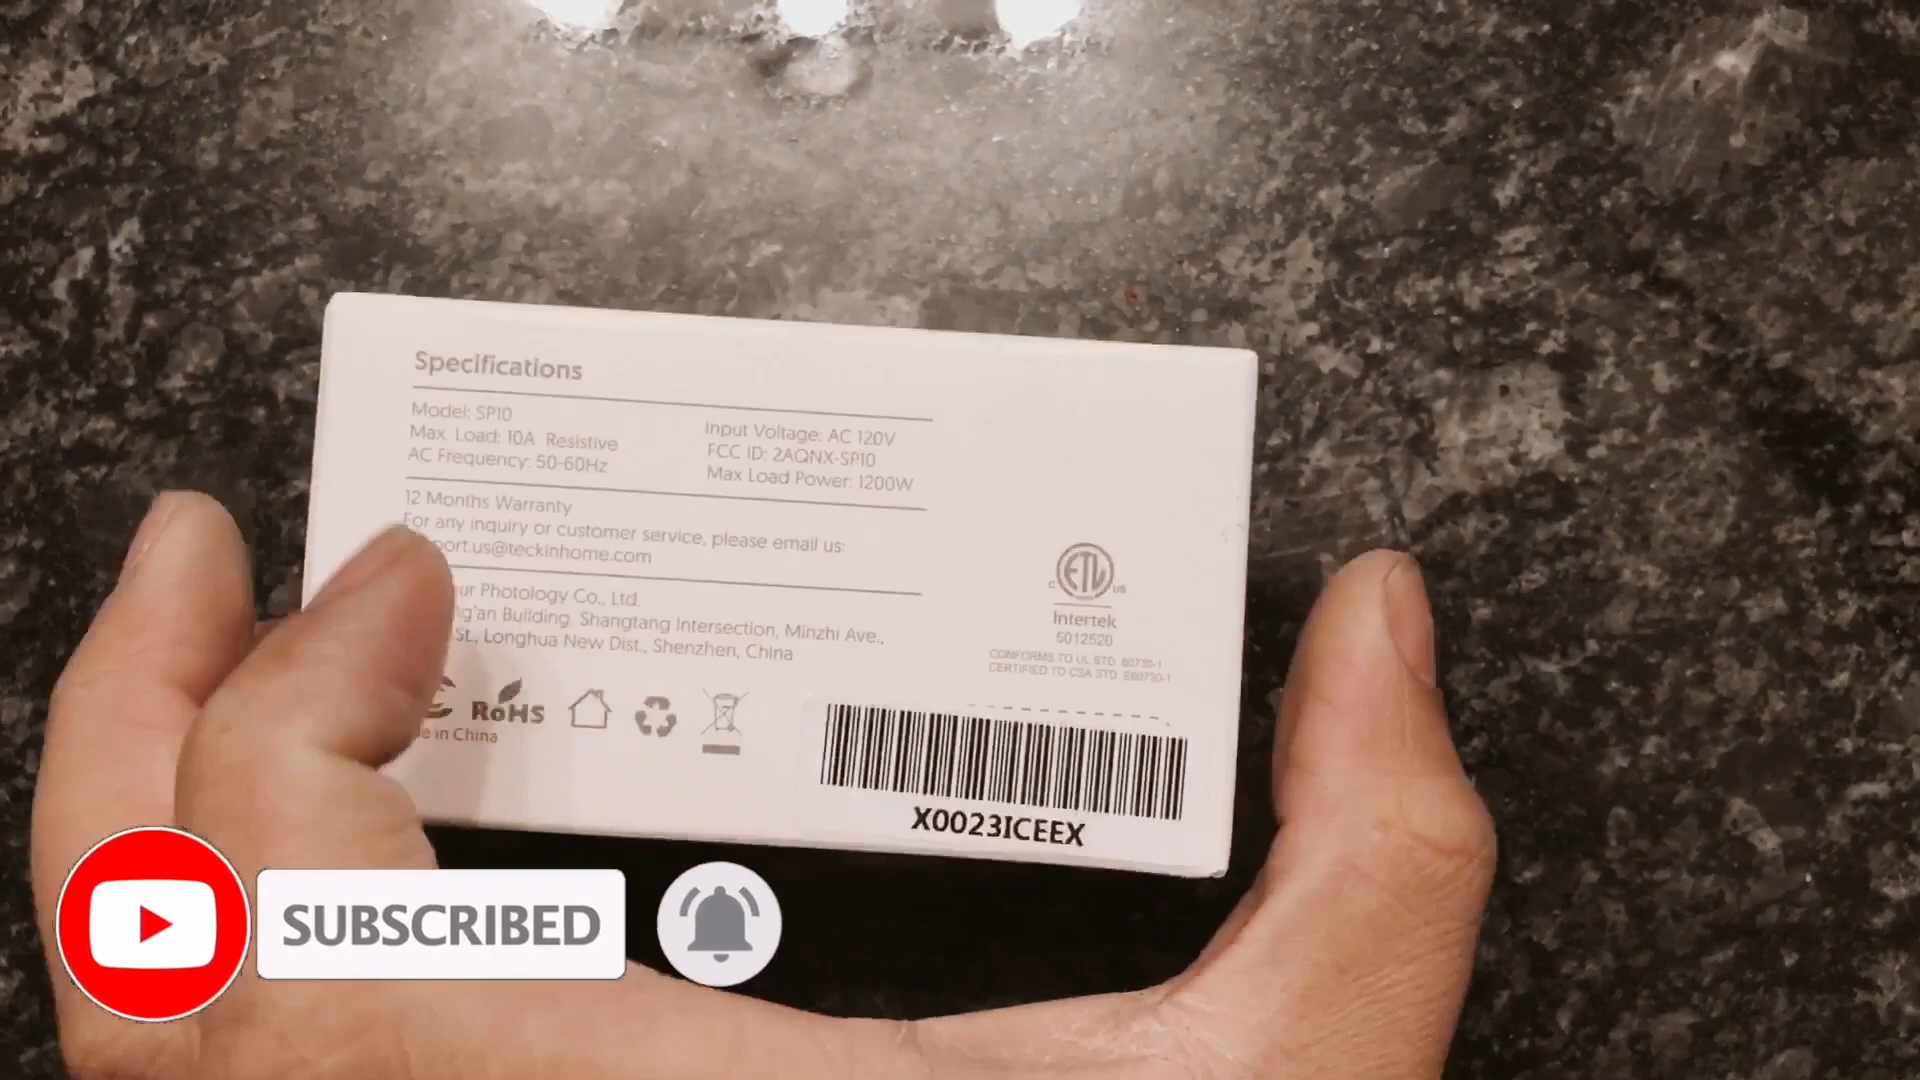 Specifications
Model: SP10
Max. Load: 10A Resistive
AC Frequency: 50-60Hz
Input Voltage: AC 120V
FCC ID: 2AQNX-SP10
Max Load Power: 1200W
12 Months Warranty
For any inquiry or customer service, please email us:
port.us@teckinhome.com
ur Photology Co., Ltd.
g'an Building, Shangtang Intersection, Minzhi Ave.,
St., Longhua New Dist., Shenzhen, China
RoHS
e in China
C ETL US
Intertek
5012520
CONFORMS TO UL STD 60730-1
CERTIFIED TO CSA STD E60730-1
X0023ICEEX
SUBSCRIBED